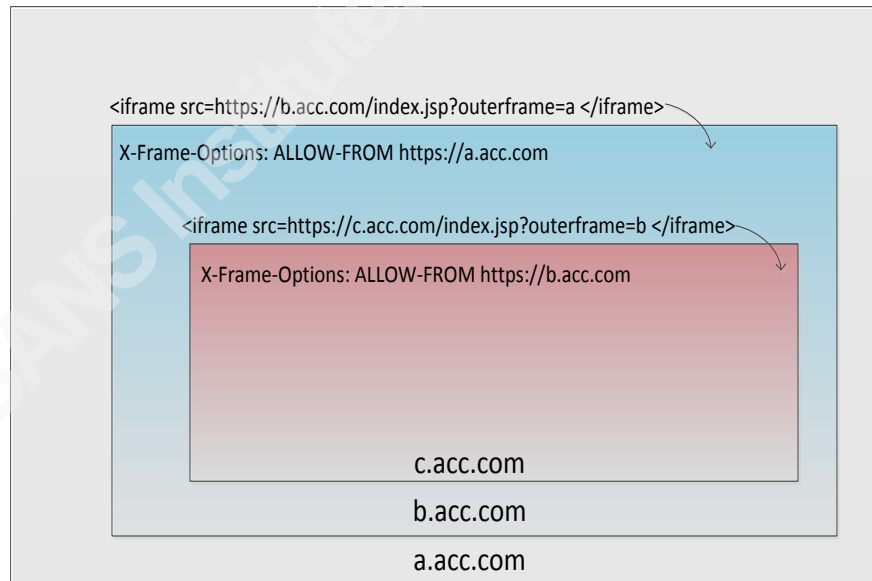 <iframe src=https://b.acc.com/index.jsp?outerframe=a </iframe>
X-Frame-Options: ALLOW-FROM https://a.acc.com
<iframe src=https://c.acc.com/index.jsp?outerframe=b </iframe>
X-Frame-Options: ALLOW-FROM https://b.acc.com
c.acc.com
b.acc.com
a.acc.com
SANS Institute